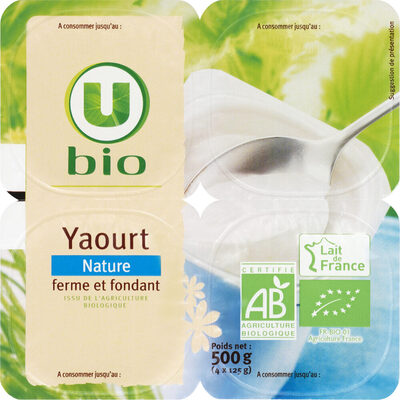 A consommer jusqu'au :
A consommer jusqu'au :
Suggestion de présentation
U
bio
Yaourt
Nature
ferme et fondant
ISSU DE L'AGRICULTURE
BIOLOGIQUE
Lait
de
France
CERTIFIÉ
AB
AGRICULTURE
BIOLOGIQUE
FR-BIO-01
Agriculture France
Poids net :
500g
(4 x 125 g)
A consommer jusqu'au :
A consommer jusqu'au :